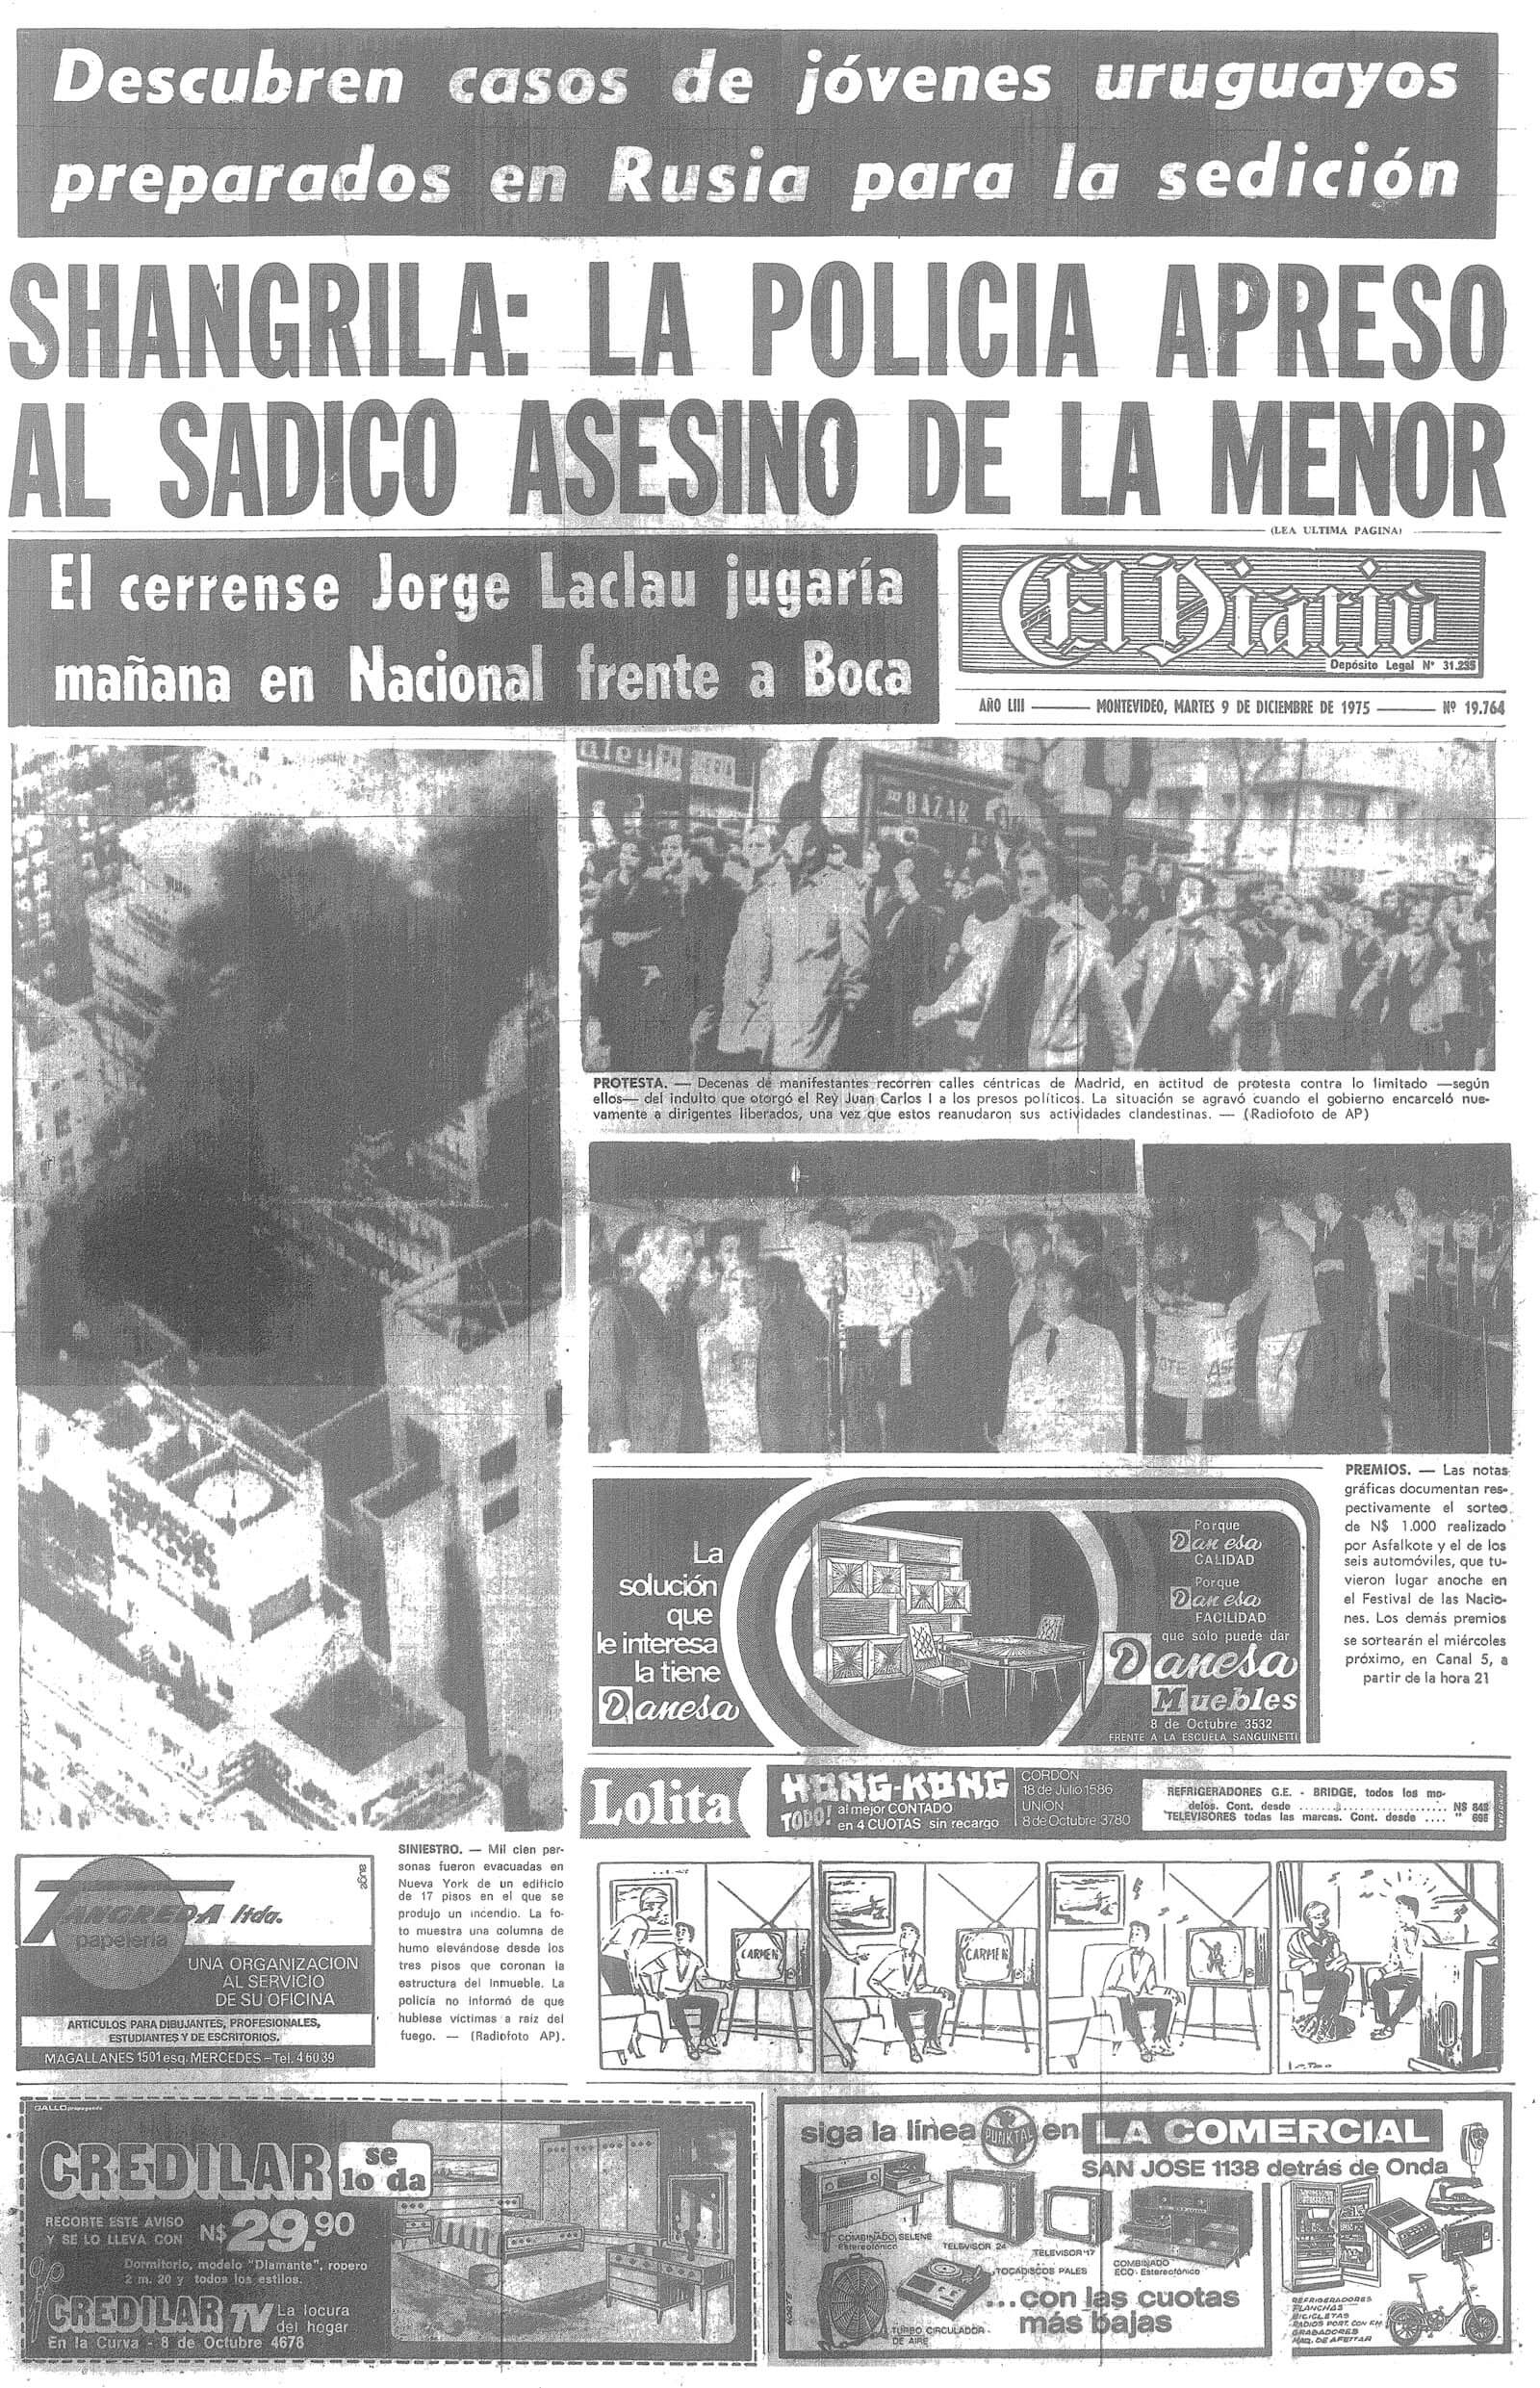 Descubren casos de jóvenes uruguayos
preparados en Rusia para la sedición
SHANGRILA: LA POLICIA APRESO
AL SADICO ASESINO DE LA MENOR
(LEA ULTIMA PAGINA)
El cerrense Jorge Laclau jugaría
mañana en Nacional frente a Boca
El Diario
Depósito Legal Nº 31.235
AÑO LIII — MONTEVIDEO, MARTES 9 DE DICIEMBRE DE 1975 — Nº 19.764
BAZAR
PROTESTA. — Decenas de manifestantes recorren calles céntricas de Madrid, en actitud de protesta contra lo limitado —según
ellos— del indulto que otorgó el Rey Juan Carlos I a los presos políticos. La situación se agravó cuando el gobierno encarceló nue-
vamente a dirigentes liberados, una vez que estos reanudaron sus actividades clandestinas. — (Radiofoto de AP)
PREMIOS. — Las notas
gráficas documentan res-
pectivamente el sorteo
de N$ 1.000 realizado
por Asfalkote y el de los
seis automóviles, que tu-
vieron lugar anoche en
el Festival de las Nacio-
nes. Los demás premios
se sortearán el miércoles
próximo, en Canal 5, a
partir de la hora 21
La
solución
que
le interesa
la tiene
Danesa
Porque
Danesa
CALIDAD
Porque
Danesa
FACILIDAD
que sólo puede dar
Danesa
Muebles
8 de Octubre 3532
FRENTE A LA ESCUELA SANGUINETTI
Lolita
HONG-KONG
TODO! al mejor CONTADO
en 4 CUOTAS sin recargo
CORDON
18 de Julio 1586
UNION
8 de Octubre 3780
REFRIGERADORES G.E. - BRIDGE, todos los mo-
delos. Cont. desde ........ N$ 849
TELEVISORES todas las marcas. Cont. desde .... " 698
SINIESTRO. — Mil cien per-
sonas fueron evacuadas en
Nueva York de un edificio
de 17 pisos en el que se
produjo un incendio. La fo-
to muestra una columna de
humo elevándose desde los
tres pisos que coronan la
estructura del inmueble. La
policía no informó de que
hubiese víctimas a raíz del
fuego. — (Radiofoto AP).
auge
TANGREDA ltda.
papelería
UNA ORGANIZACION
AL SERVICIO
DE SU OFICINA
ARTICULOS PARA DIBUJANTES, PROFESIONALES,
ESTUDIANTES Y DE ESCRITORIOS.
MAGALLANES 1501 esq. MERCEDES – Tel. 4 60 39
CARMEN
CARMEN
GALLO propaganda
CREDILAR se
lo da
RECORTE ESTE AVISO
Y SE LO LLEVA CON N$ 29.90
Dormitorio, modelo "Diamante", ropero
2 m. 20 y todos los estilos.
CREDILAR TV La locura
del hogar
En la Curva - 8 de Octubre 4678
siga la línea PUNKTAL en LA COMERCIAL
SAN JOSE 1138 detrás de Onda
COMBINADO SELENE
Estereofónico
TELEVISOR 24
TELEVISOR 17
COMBINADO
ECO - Estereofónico
TOCADISCOS PALES
TURBO CIRCULADOR
DE AIRE
...con las cuotas
más bajas
REFRIGERADORES
PLANCHAS
BICICLETAS
RADIOS PORT. CON FM
GRABADORES
MAQ. DE AFEITAR